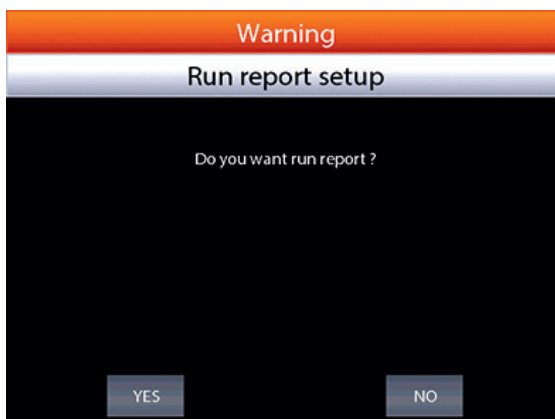 Warning
Run report setup
Do you want run report ?
YES
NO